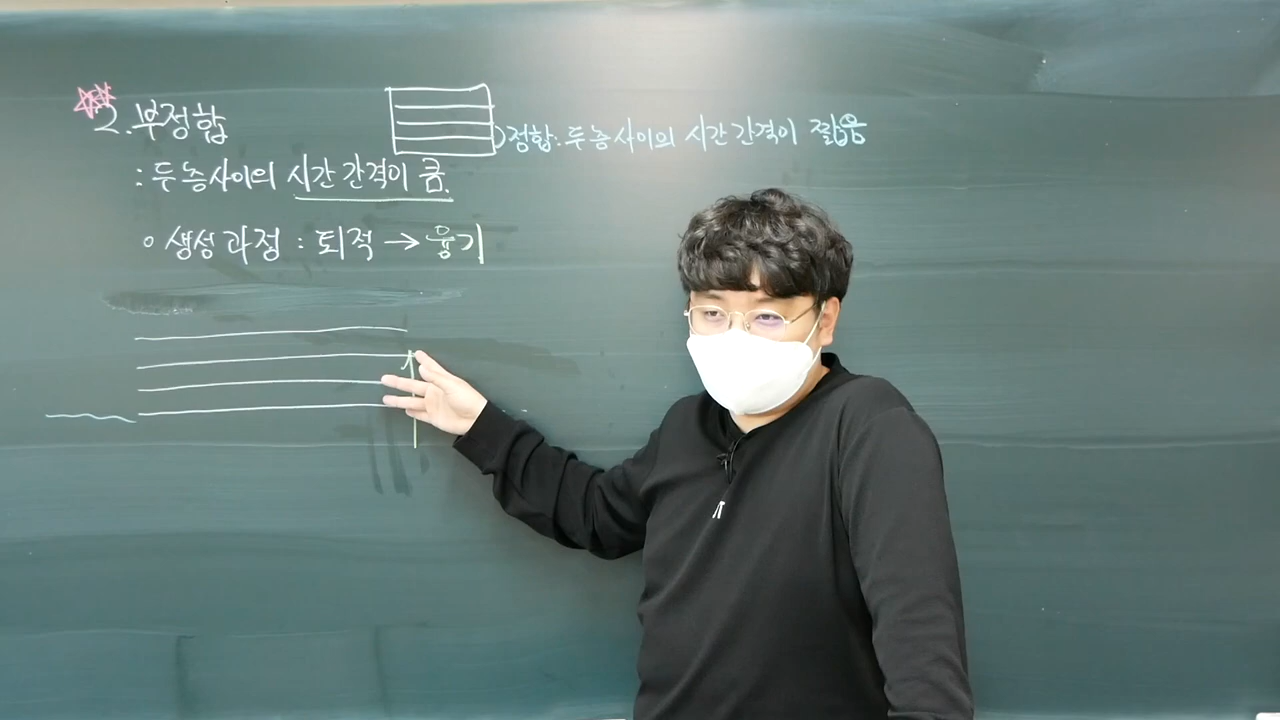 2. 부정합
정합: 두 층 사이의 시간 간격이 짧음
: 두 층 사이의 시간 간격이 큼.
○ 생성 과정 : 퇴적 → 융기